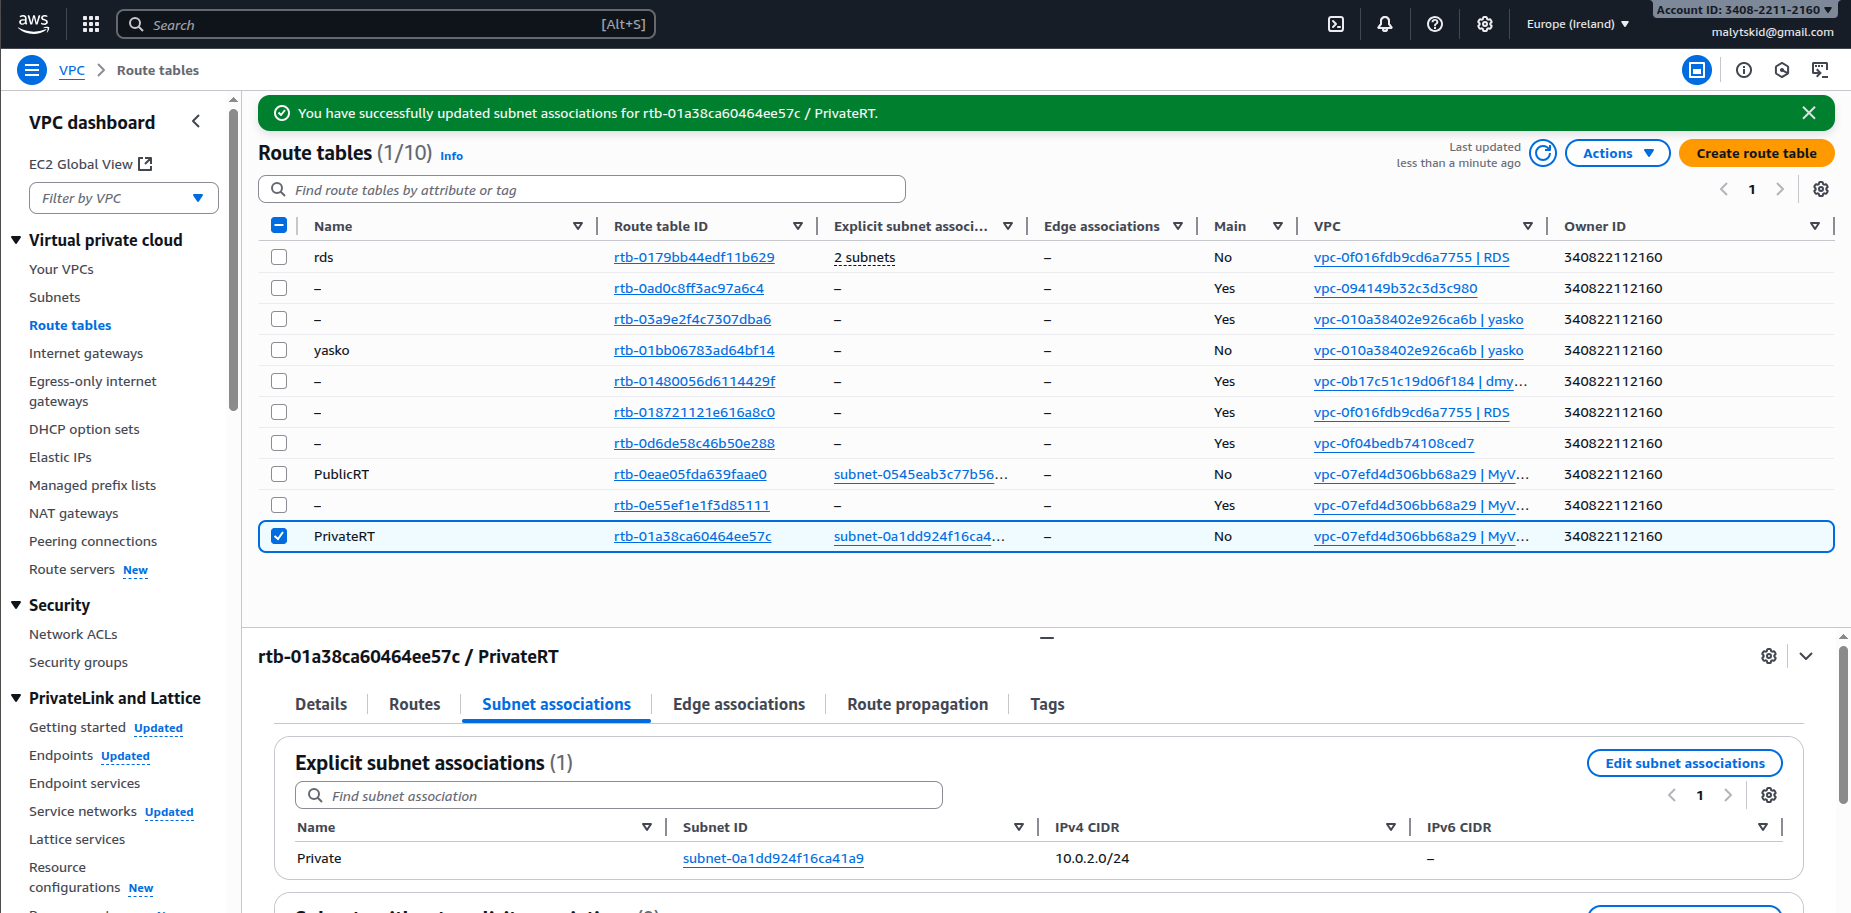 aws
Search [Alt+S] Europe (Ireland) Account ID: 3408-2211-2160
malytskid@gmail.com
VPC Route tables
VPC dashboard
EC2 Global View
Filter by VPC
Virtual private cloud
Your VPCs
Subnets
Route tables
Internet gateways
Egress-only internet
gateways
DHCP option sets
Elastic IPs
Managed prefix lists
NAT gateways
Peering connections
Route servers New
Security
Network ACLs
Security groups
PrivateLink and Lattice
Getting started Updated
Endpoints Updated
Endpoint services
Service networks Updated
Lattice services
Resource
configurations New
You have successfully updated subnet associations for rtb-01a38ca60464ee57c / PrivateRT.
Route tables (1/10) Info
Last updated
less than a minute ago
Actions
Create route table
Find route tables by attribute or tag
1
Name Route table ID Explicit subnet associ... Edge associations Main VPC Owner ID
rds rtb-0179bb44edf11b629 2 subnets – No vpc-0f016fdb9cd6a7755 | RDS 340822112160
– rtb-0ad0c8ff3ac97a6c4 – – Yes vpc-094149b32c3d3c980 340822112160
– rtb-03a9e2f4c7307dba6 – – Yes vpc-010a38402e926ca6b | yasko 340822112160
yasko rtb-01bb06783ad64bf14 – – No vpc-010a38402e926ca6b | yasko 340822112160
– rtb-01480056d6114429f – – Yes vpc-0b17c51c19d06f184 | dmy... 340822112160
– rtb-018721121e616a8c0 – – Yes vpc-0f016fdb9cd6a7755 | RDS 340822112160
– rtb-0d6de58c46b50e288 – – Yes vpc-0f04bedb74108ced7 340822112160
PublicRT rtb-0eae05fda639faae0 subnet-0545eab3c77b56... – No vpc-07efd4d306bb68a29 | MyV... 340822112160
– rtb-0e55ef1e1f3d85111 – – Yes vpc-07efd4d306bb68a29 | MyV... 340822112160
PrivateRT rtb-01a38ca60464ee57c subnet-0a1dd924f16ca4... – No vpc-07efd4d306bb68a29 | MyV... 340822112160
rtb-01a38ca60464ee57c / PrivateRT
Details Routes Subnet associations Edge associations Route propagation Tags
Explicit subnet associations (1)
Edit subnet associations
Find subnet association
1
Name Subnet ID IPv4 CIDR IPv6 CIDR
Private subnet-0a1dd924f16ca41a9 10.0.2.0/24 –